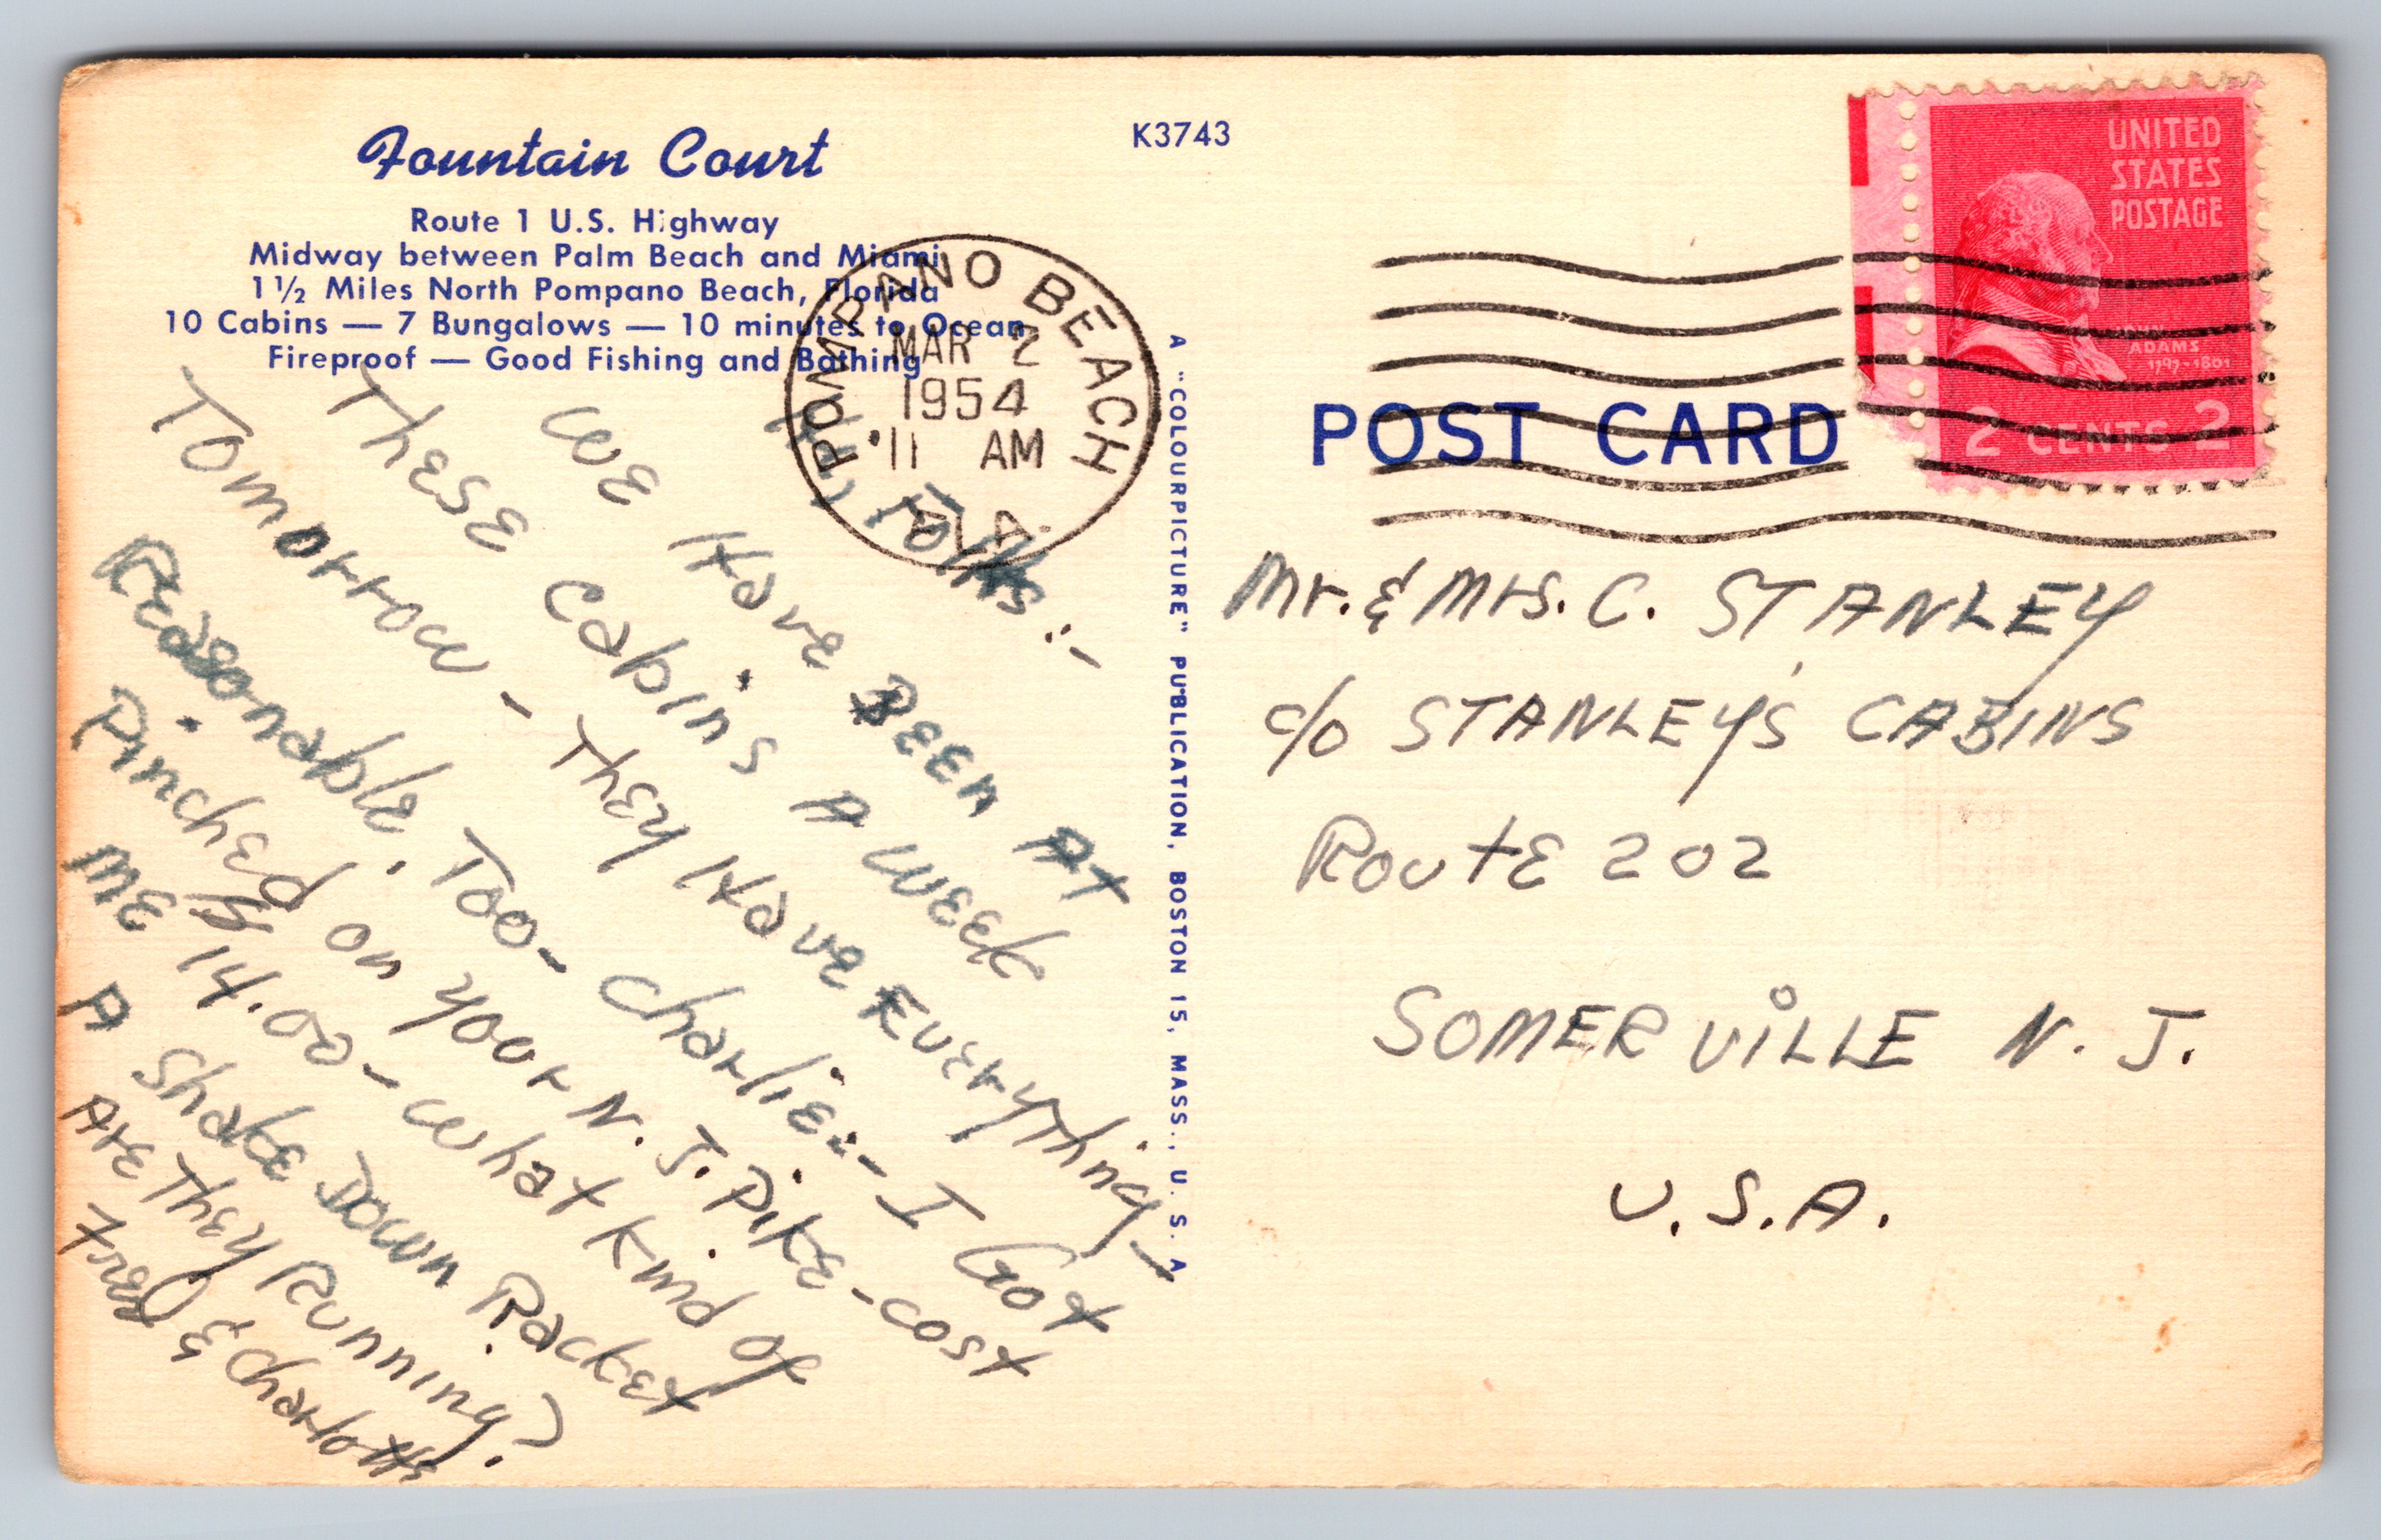 Fountain Court
Route 1 U.S. Highway
Midway between Palm Beach and Miami
1½ Miles North Pompano Beach, Florida
10 Cabins — 7 Bungalows — 10 minutes to Ocean
Fireproof — Good Fishing and Bathing
K3743
POMPANO BEACH
MAR 2
1954
11 AM
FLA.
UNITED
STATES
POSTAGE
JOHN
ADAMS
1797-1801
2 CENTS 2
POST CARD
A "COLOURPICTURE" PUBLICATION, BOSTON 15, MASS., U. S. A
Hi, Folks:-
We Have Been At
These Cabins A Week
Tomorrow - They Have Everything -
Reasonable, Too - Charlie:- I Got
Pinched on your N. J. Pike - cost
ME 14.00 - What Kind of
A Shake Down Racket
Are They Running?
Fred & Charlotte
Mr. & Mrs. C. STANLEY
c/o STANLEY'S CABINS
Route 202
SOMERViLLE N. J.
U.S.A.